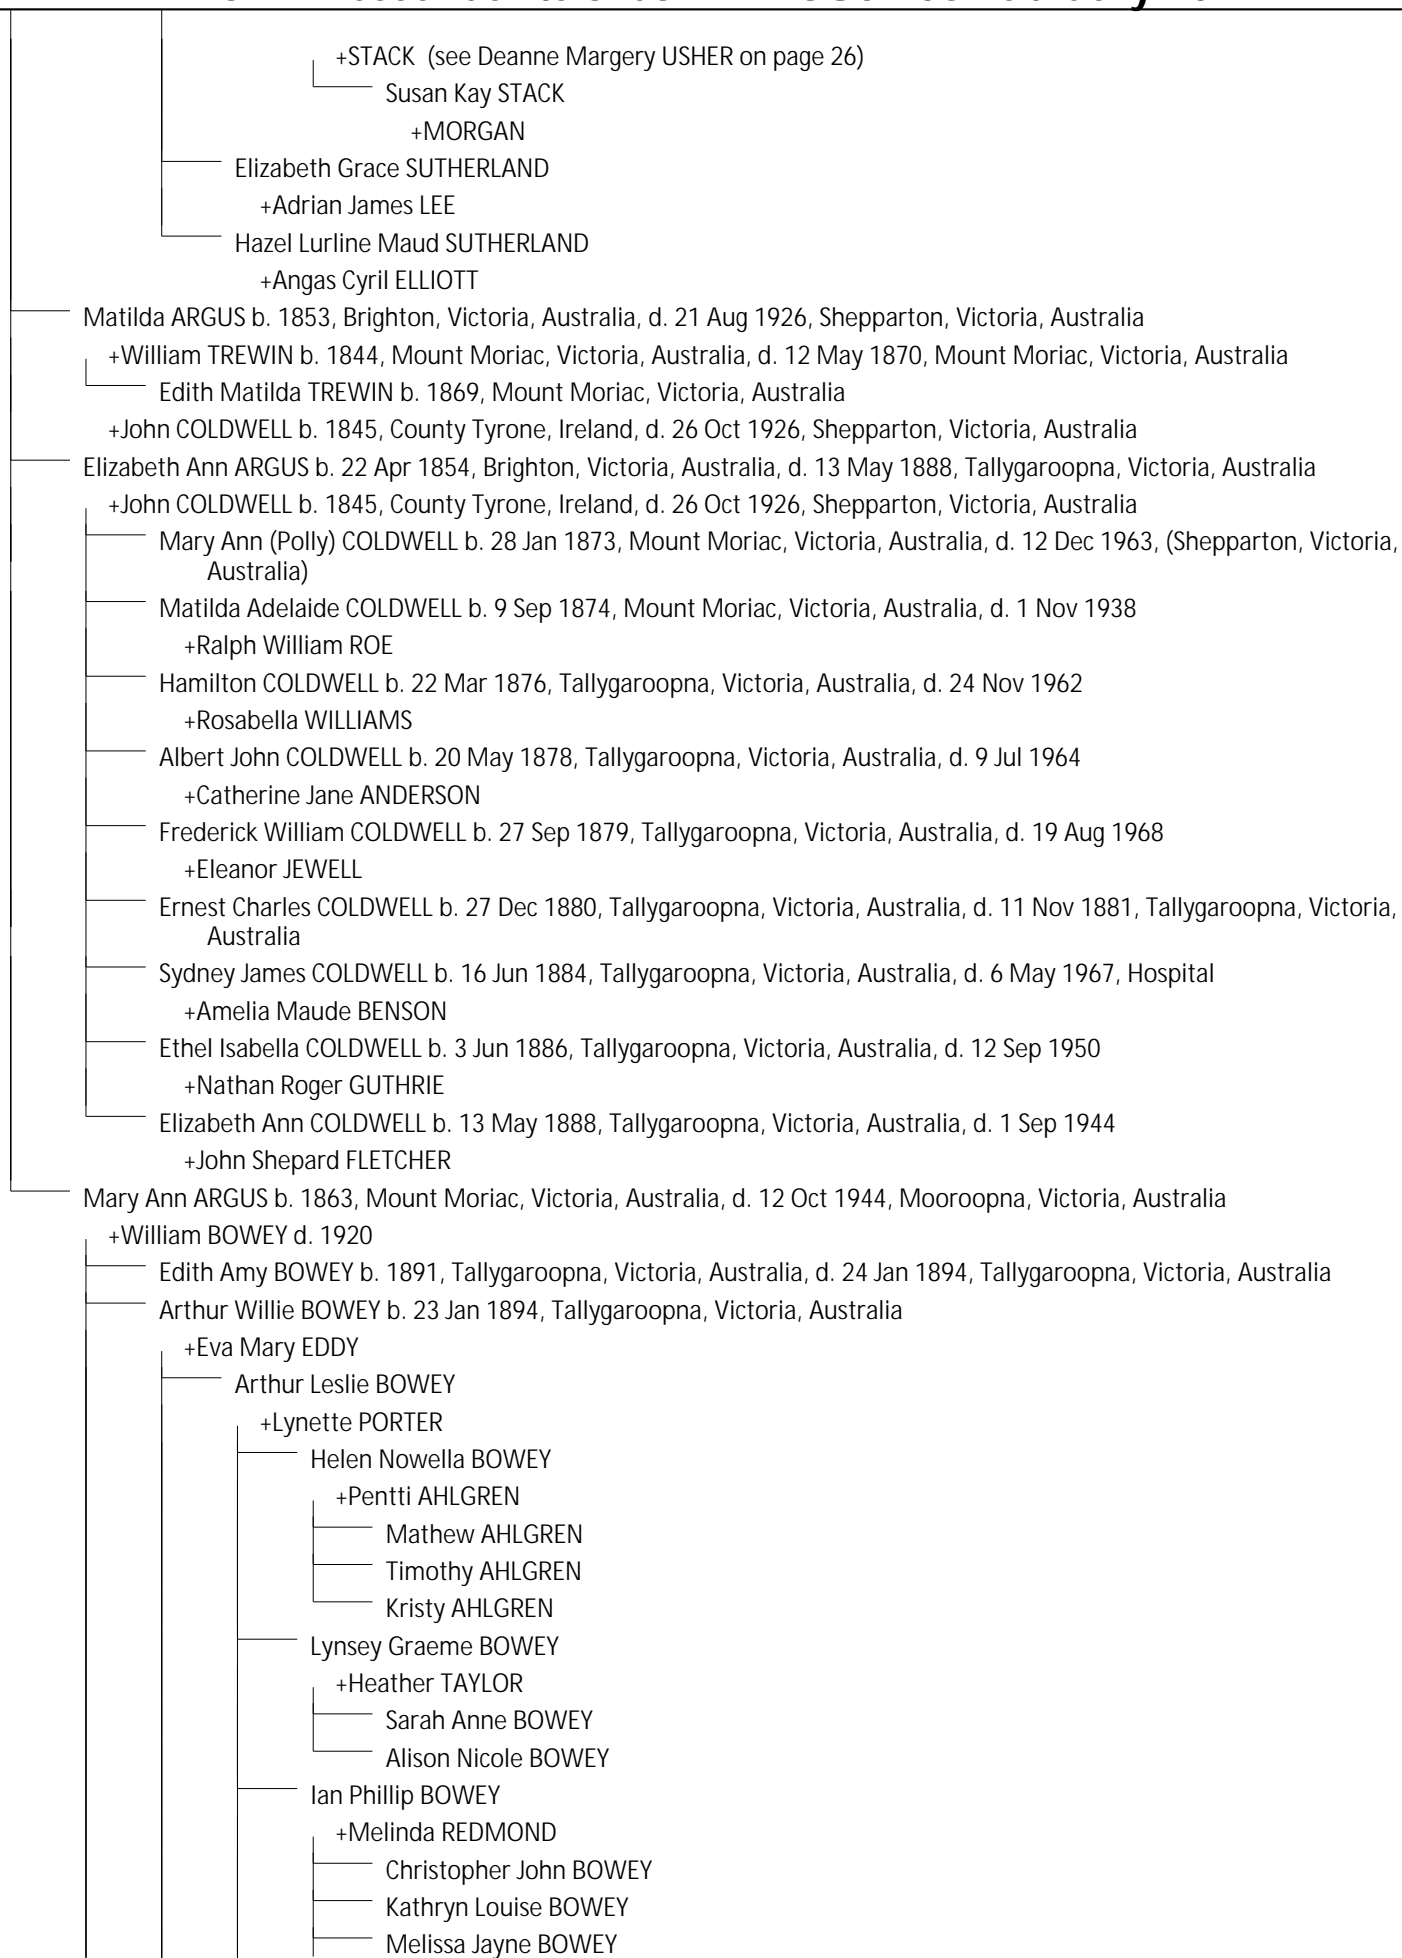 +STACK (see Deanne Margery USHER on page 26)
Susan Kay STACK
+MORGAN
Elizabeth Grace SUTHERLAND
+Adrian James LEE
Hazel Lurline Maud SUTHERLAND
+Angas Cyril ELLIOTT
Matilda ARGUS b. 1853, Brighton, Victoria, Australia, d. 21 Aug 1926, Shepparton, Victoria, Australia
+William TREWIN b. 1844, Mount Moriac, Victoria, Australia, d. 12 May 1870, Mount Moriac, Victoria, Australia
Edith Matilda TREWIN b. 1869, Mount Moriac, Victoria, Australia
+John COLDWELL b. 1845, County Tyrone, Ireland, d. 26 Oct 1926, Shepparton, Victoria, Australia
Elizabeth Ann ARGUS b. 22 Apr 1854, Brighton, Victoria, Australia, d. 13 May 1888, Tallygaroopna, Victoria, Australia
+John COLDWELL b. 1845, County Tyrone, Ireland, d. 26 Oct 1926, Shepparton, Victoria, Australia
Mary Ann (Polly) COLDWELL b. 28 Jan 1873, Mount Moriac, Victoria, Australia, d. 12 Dec 1963, (Shepparton, Victoria,
Australia)
Matilda Adelaide COLDWELL b. 9 Sep 1874, Mount Moriac, Victoria, Australia, d. 1 Nov 1938
+Ralph William ROE
Hamilton COLDWELL b. 22 Mar 1876, Tallygaroopna, Victoria, Australia, d. 24 Nov 1962
+Rosabella WILLIAMS
Albert John COLDWELL b. 20 May 1878, Tallygaroopna, Victoria, Australia, d. 9 Jul 1964
+Catherine Jane ANDERSON
Frederick William COLDWELL b. 27 Sep 1879, Tallygaroopna, Victoria, Australia, d. 19 Aug 1968
+Eleanor JEWELL
Ernest Charles COLDWELL b. 27 Dec 1880, Tallygaroopna, Victoria, Australia, d. 11 Nov 1881, Tallygaroopna, Victoria,
Australia
Sydney James COLDWELL b. 16 Jun 1884, Tallygaroopna, Victoria, Australia, d. 6 May 1967, Hospital
+Amelia Maude BENSON
Ethel Isabella COLDWELL b. 3 Jun 1886, Tallygaroopna, Victoria, Australia, d. 12 Sep 1950
+Nathan Roger GUTHRIE
Elizabeth Ann COLDWELL b. 13 May 1888, Tallygaroopna, Victoria, Australia, d. 1 Sep 1944
+John Shepard FLETCHER
Mary Ann ARGUS b. 1863, Mount Moriac, Victoria, Australia, d. 12 Oct 1944, Mooroopna, Victoria, Australia
+William BOWEY d. 1920
Edith Amy BOWEY b. 1891, Tallygaroopna, Victoria, Australia, d. 24 Jan 1894, Tallygaroopna, Victoria, Australia
Arthur Willie BOWEY b. 23 Jan 1894, Tallygaroopna, Victoria, Australia
+Eva Mary EDDY
Arthur Leslie BOWEY
+Lynette PORTER
Helen Nowella BOWEY
+Pentti AHLGREN
Mathew AHLGREN
Timothy AHLGREN
Kristy AHLGREN
Lynsey Graeme BOWEY
+Heather TAYLOR
Sarah Anne BOWEY
Alison Nicole BOWEY
Ian Phillip BOWEY
+Melinda REDMOND
Christopher John BOWEY
Kathryn Louise BOWEY
Melissa Jayne BOWEY